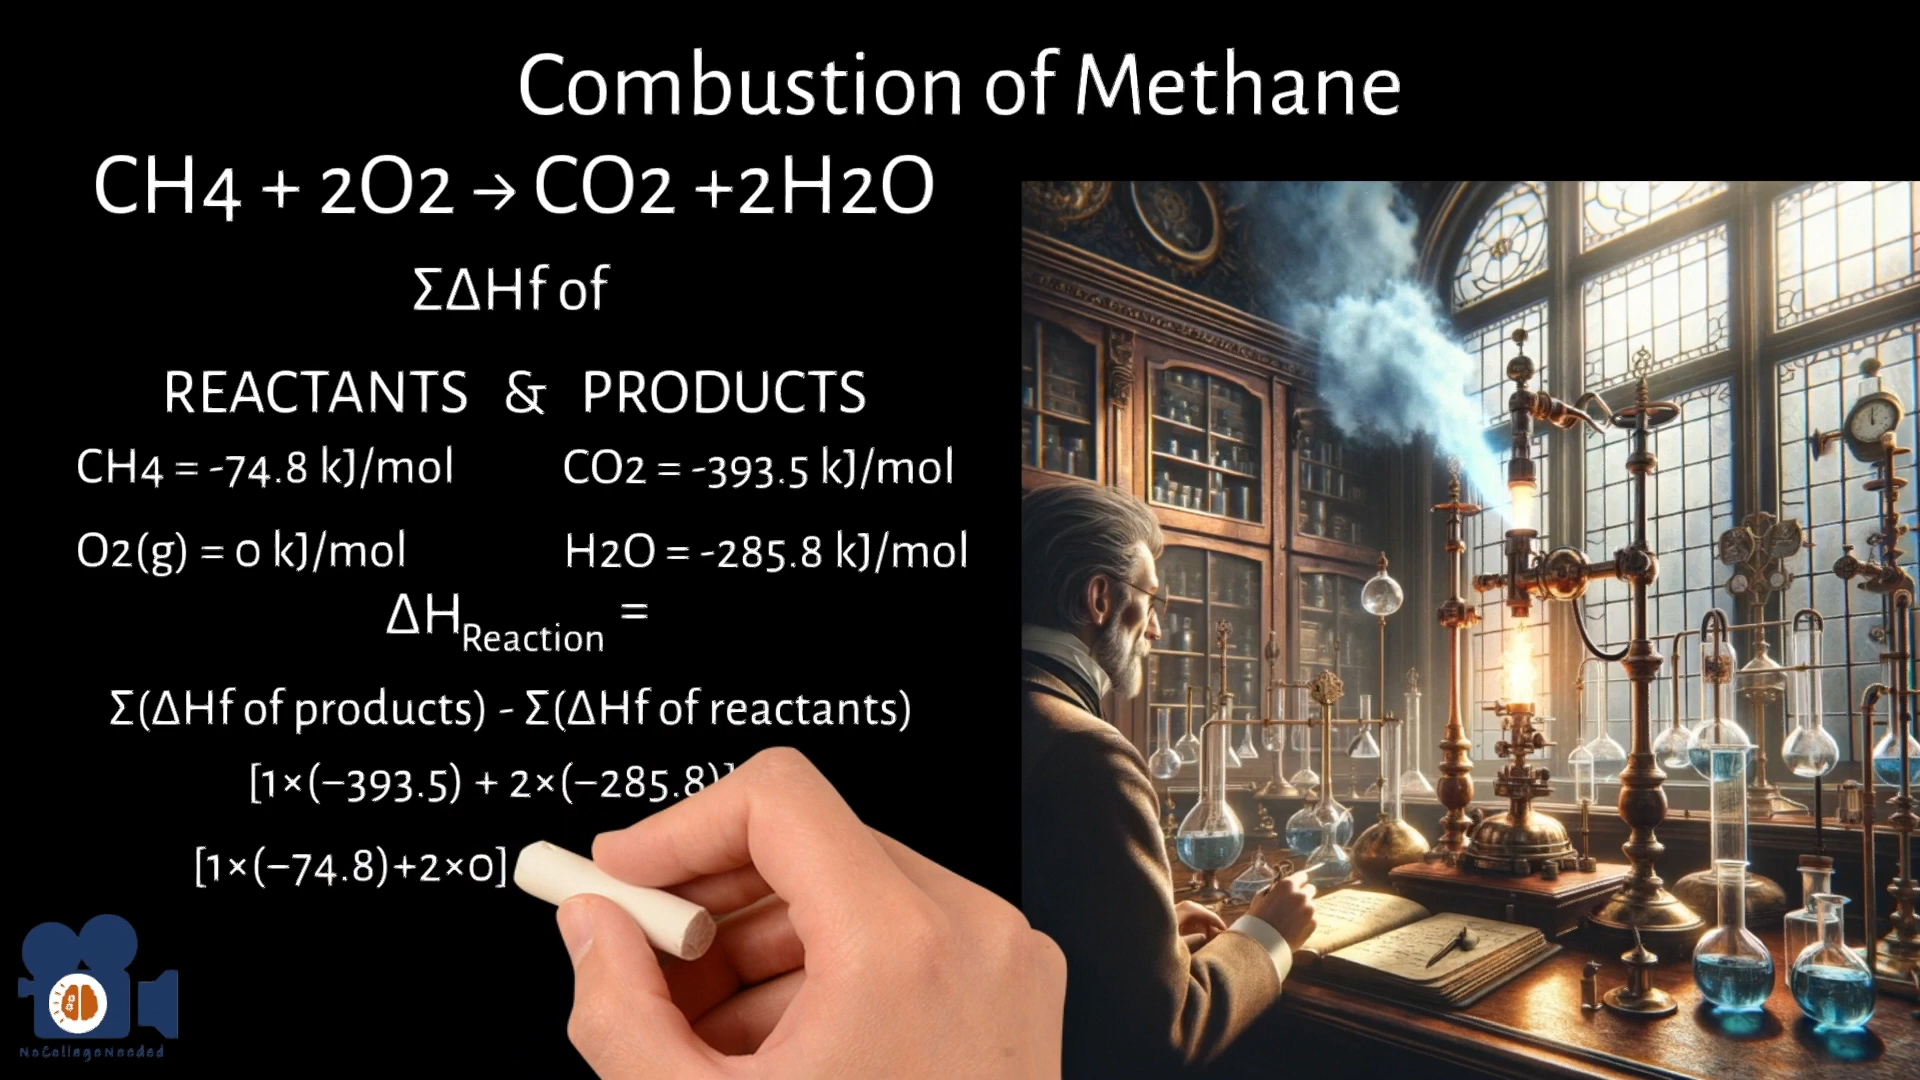 Combustion of Methane
CH4 + 2O2 → CO2 +2H2O
ΣΔHf of
REACTANTS & PRODUCTS
CH4 = -74.8 kJ/mol CO2 = -393.5 kJ/mol
O2(g) = 0 kJ/mol H2O = -285.8 kJ/mol
ΔHReaction =
Σ(ΔHf of products) - Σ(ΔHf of reactants)
[1×(−393.5) + 2×(−285.8)]
[1×(−74.8)+2×0]
NoCollegeNeeded